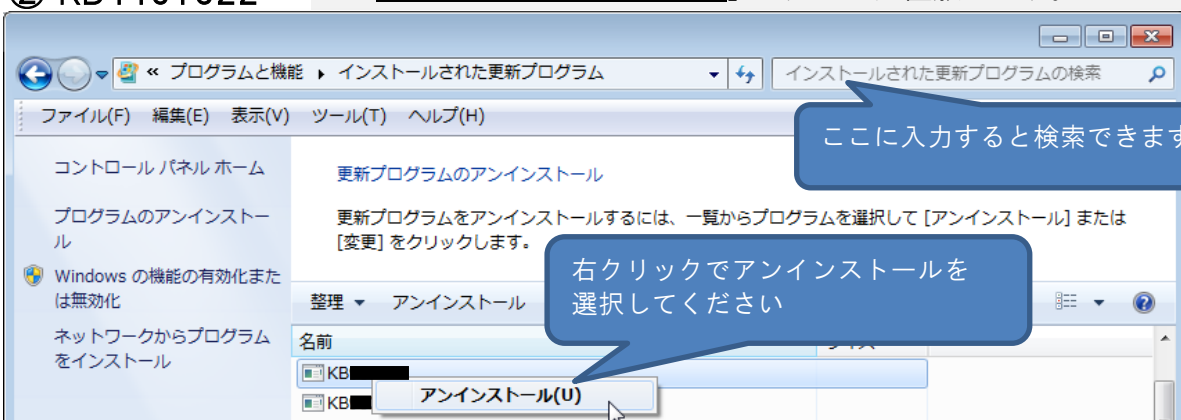 « プログラムと機能 ▸ インストールされた更新プログラム
インストールされた更新プログラムの検索
ファイル(F) 編集(E) 表示(V) ツール(T) ヘルプ(H)
ここに入力すると検索できます
コントロール パネル ホーム
プログラムのアンインストー
ル
Windows の機能の有効化また
は無効化
ネットワークからプログラム
をインストール
更新プログラムのアンインストール
更新プログラムをアンインストールするには、一覧からプログラムを選択して [アンインストール] または
[変更] をクリックします。
右クリックでアンインストールを
選択してください
整理 ▼ アンインストール
名前
KB
アンインストール(U)
KB